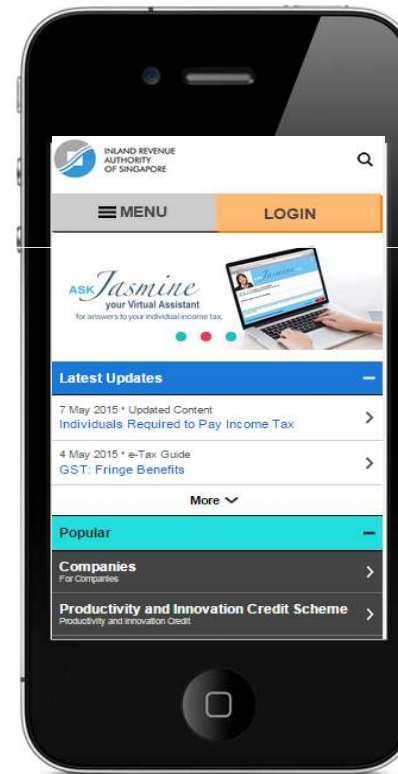 INLAND REVENUE
AUTHORITY
OF SINGAPORE
MENU
LOGIN
ASK Jasmine
your Virtual Assistant
for answers to your individual income tax.
Latest Updates
7 May 2015 * Updated Content
Individuals Required to Pay Income Tax
4 May 2015 * e-Tax Guide
GST: Fringe Benefits
More
Popular
Companies
For Companies
Productivity and Innovation Credit Scheme
Productivity and Innovation Credit